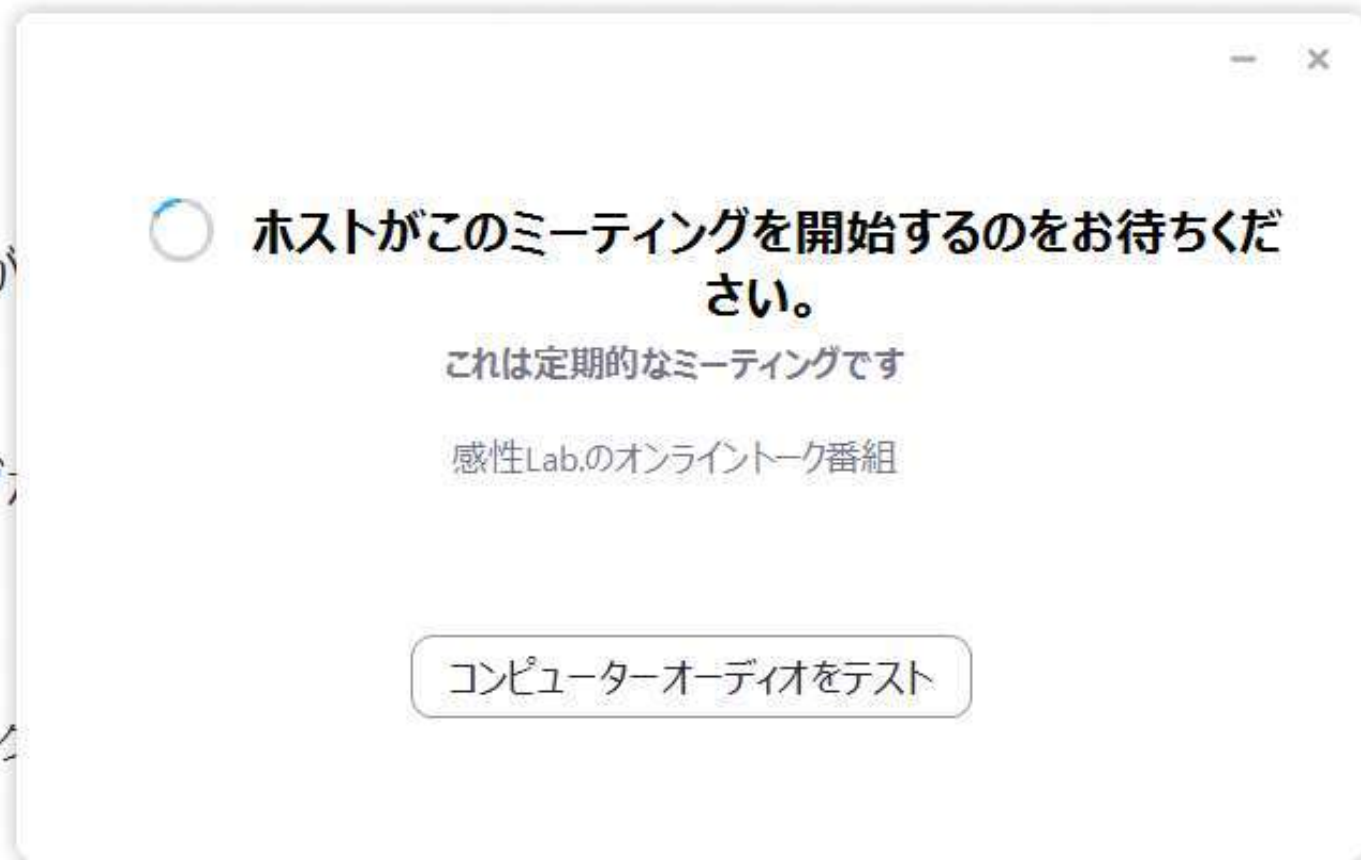 ホストがこのミーティングを開始するのをお待ちくだ
さい。
これは定期的なミーティングです
感性Lab.のオンライントーク番組
コンピューターオーディオをテスト